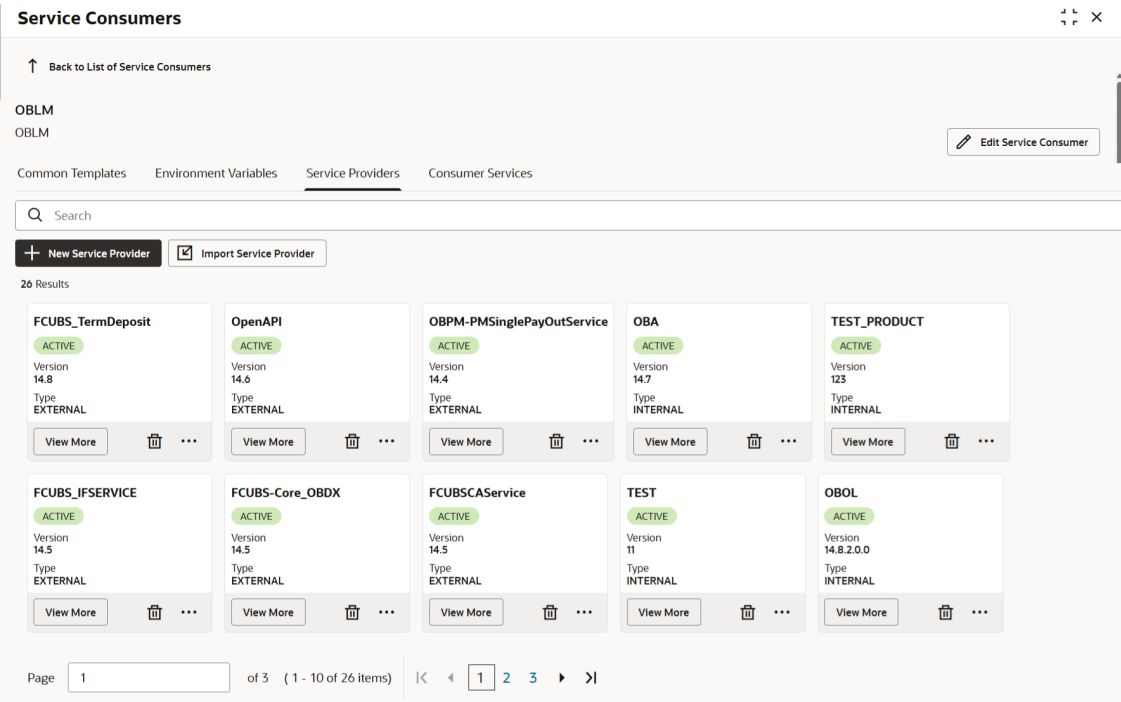 Service Consumers
Back to List of Service Consumers
OBLM
OBLM
Edit Service Consumer
Common Templates Environment Variables Service Providers Consumer Services
Search
New Service Provider Import Service Provider
26 Results
FCUBS_TermDeposit OpenAPI OBPM-PMSinglePayOutService OBA TEST_PRODUCT
ACTIVE ACTIVE ACTIVE ACTIVE ACTIVE
Version Version Version Version Version
14.8 14.6 14.4 14.7 123
Type Type Type Type Type
EXTERNAL EXTERNAL EXTERNAL INTERNAL INTERNAL
View More View More View More View More View More
FCUBS_IFSERVICE FCUBS-Core_OBDX FCUBSCAService TEST OBOL
ACTIVE ACTIVE ACTIVE ACTIVE ACTIVE
Version Version Version Version Version
14.5 14.5 14.5 11 14.8.2.0.0
Type Type Type Type Type
EXTERNAL EXTERNAL EXTERNAL INTERNAL INTERNAL
View More View More View More View More View More
Page 1 of 3 ( 1 - 10 of 26 items) 1 2 3